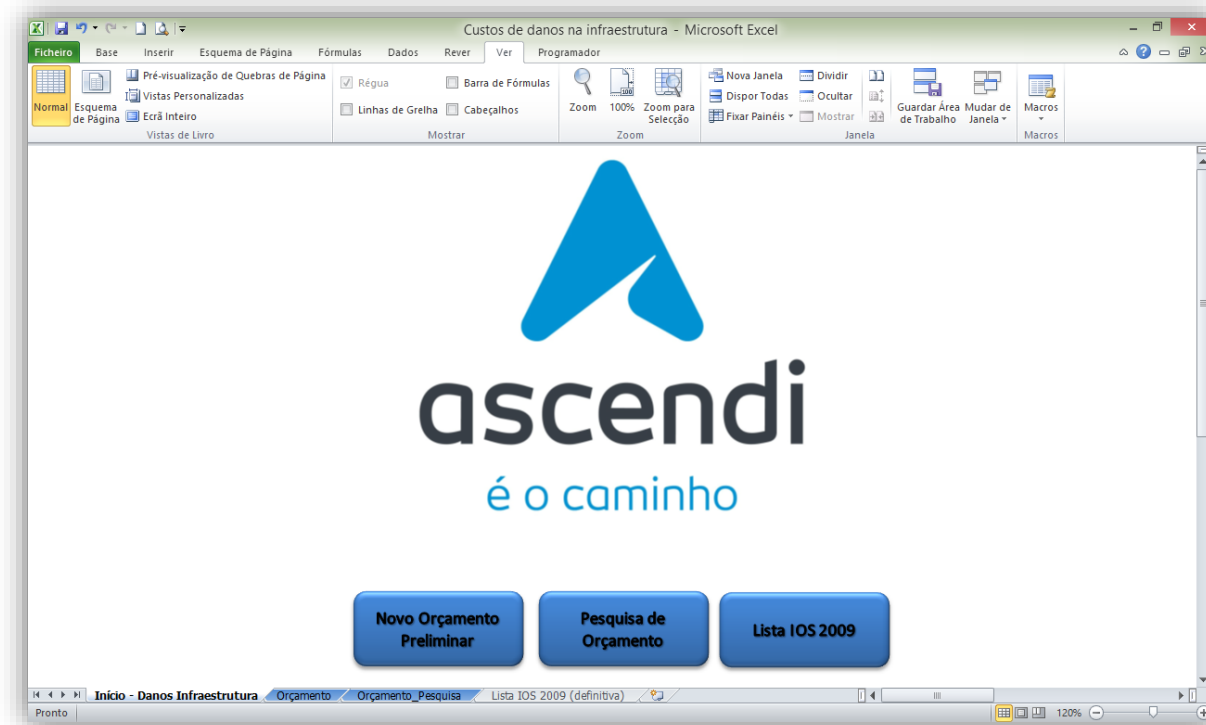 Custos de danos na infraestrutura - Microsoft Excel
Ficheiro Base Inserir Esquema de Página Fórmulas Dados Rever Ver Programador
Normal
Esquema de Página
Pré-visualização de Quebras de Página
Vistas Personalizadas
Ecrã Inteiro
Vistas de Livro
Régua
Barra de Fórmulas
Linhas de Grelha
Cabeçalhos
Mostrar
Zoom
100%
Zoom para Selecção
Zoom
Nova Janela
Dispor Todas
Fixar Painéis
Dividir
Ocultar
Mostrar
Guardar Área de Trabalho
Mudar de Janela
Janela
Macros
Macros
ascendi
é o caminho
Novo Orçamento
Preliminar
Pesquisa de
Orçamento
Lista IOS 2009
Início - Danos Infraestrutura Orçamento Orçamento_Pesquisa Lista IOS 2009 (definitiva)
Pronto 120%